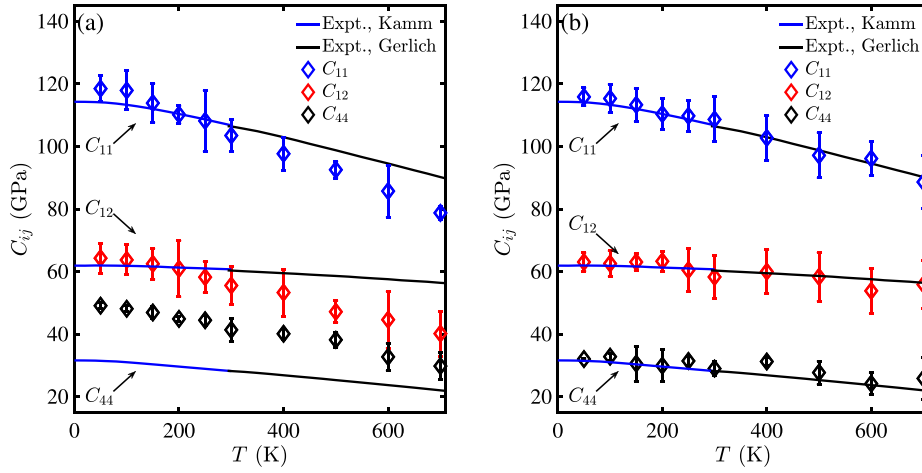 (a)
Expt., Kamm
Expt., Gerlich
C₁₁
C₁₂
C₄₄
C₁₁
C₁₂
C₄₄
140
120
100
80
60
40
20
C_ij (GPa)
0
200
400
600
T (K)
(b)
Expt., Kamm
Expt., Gerlich
C₁₁
C₁₂
C₄₄
C₁₁
C₁₂
C₄₄
140
120
100
80
60
40
20
C_ij (GPa)
0
200
400
600
T (K)